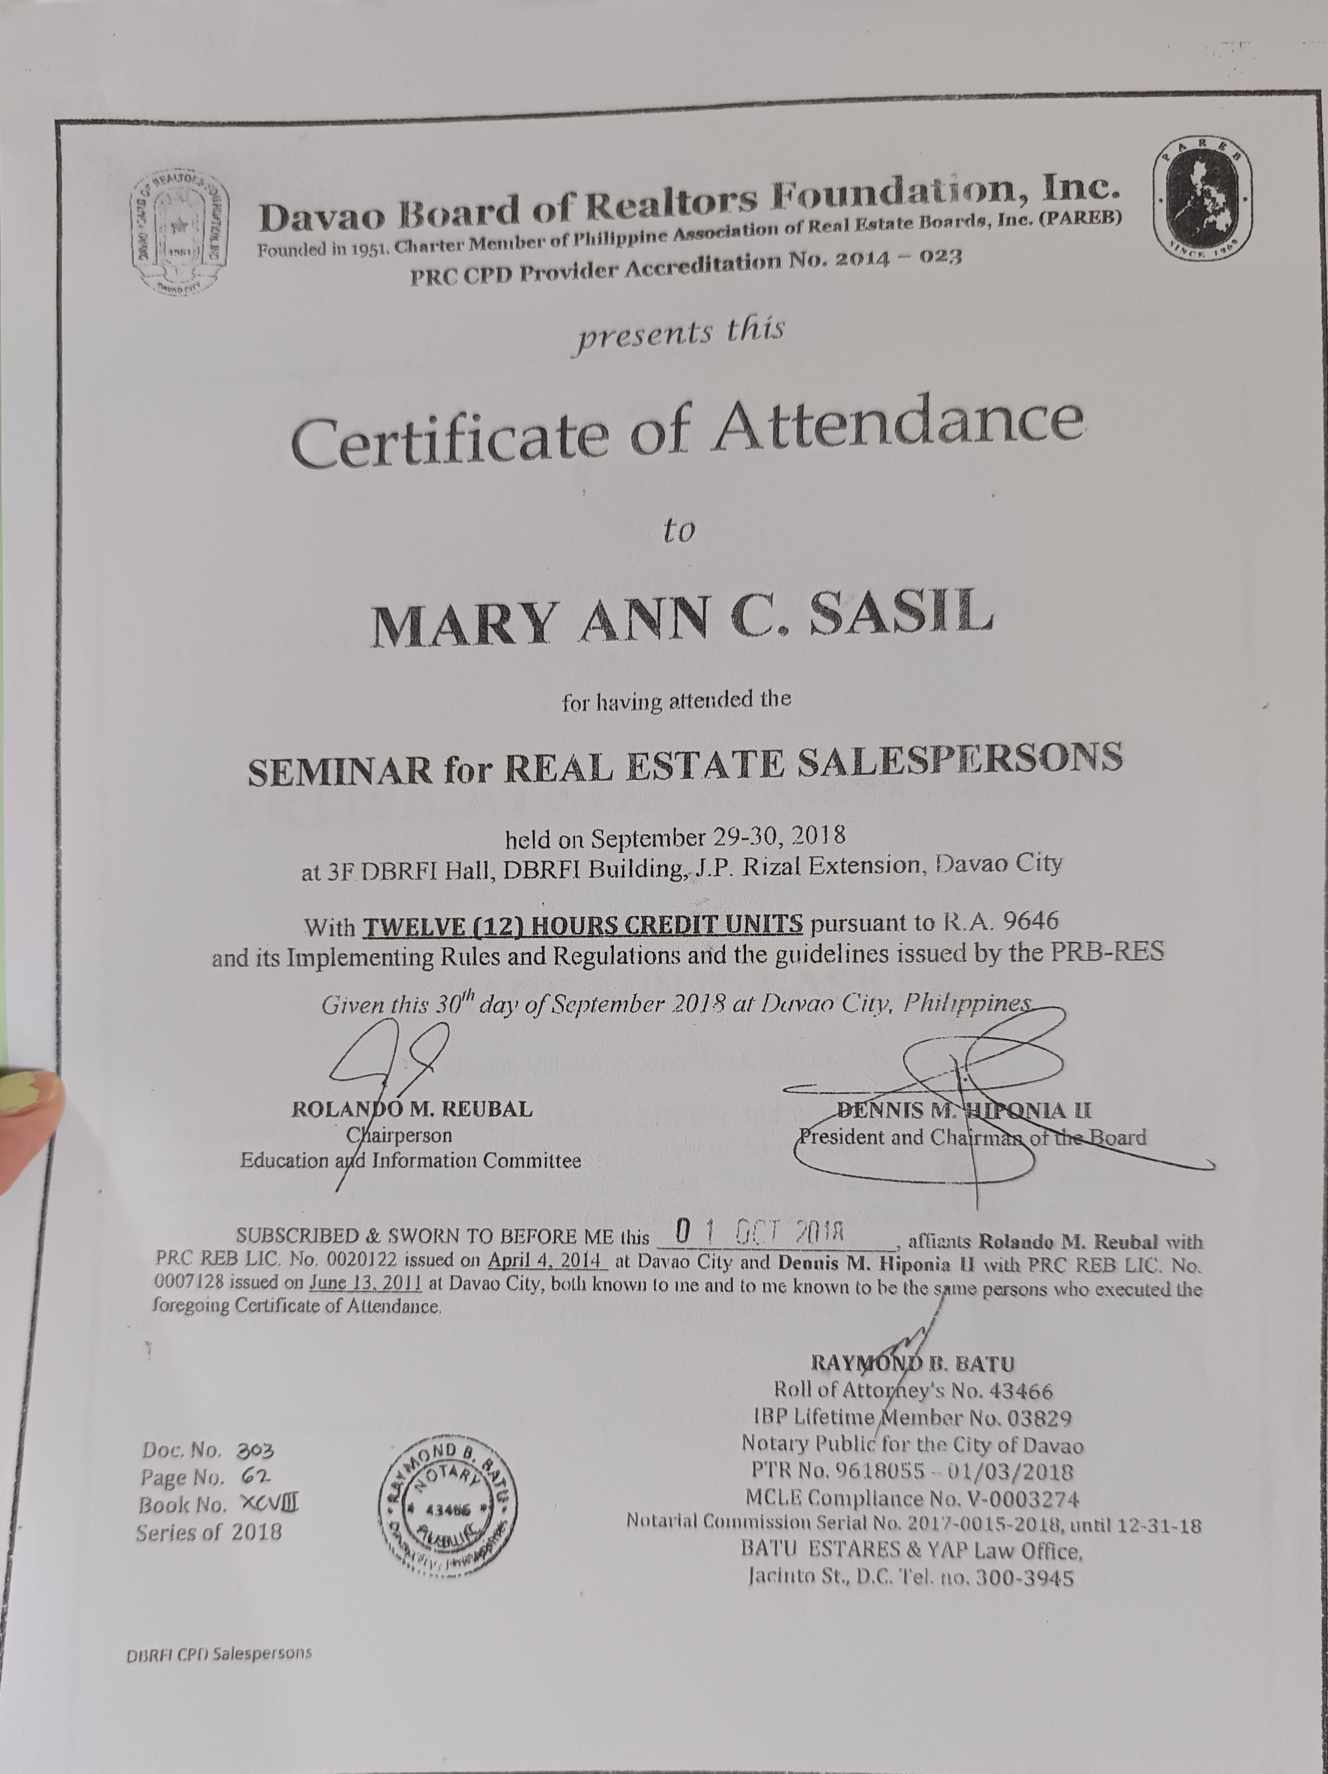 Davao Board of Realtors Foundation, Inc.
Founded in 1951. Charter Member of Philippine Association of Real Estate Boards, Inc. (PAREB)
PRC CPD Provider Accreditation No. 2014 – 023
PAREB
SINCE 1960
1951
presents this
Certificate of Attendance
to
MARY ANN C. SASIL
for having attended the
SEMINAR for REAL ESTATE SALESPERSONS
held on September 29-30, 2018
at 3F DBRFI Hall, DBRFI Building, J.P. Rizal Extension, Davao City
With TWELVE (12) HOURS CREDIT UNITS pursuant to R.A. 9646
and its Implementing Rules and Regulations and the guidelines issued by the PRB-RES
Given this 30th day of September 2018 at Davao City, Philippines
ROLANDO M. REUBAL
Chairperson
Education and Information Committee
DENNIS M. HIPONIA II
President and Chairman of the Board
SUBSCRIBED & SWORN TO BEFORE ME this 01 OCT 2018, affiants Rolando M. Reubal with
PRC REB LIC. No. 0020122 issued on April 4, 2014 at Davao City and Dennis M. Hiponia II with PRC REB LIC. No.
0007128 issued on June 13, 2011 at Davao City, both known to me and to me known to be the same persons who executed the
foregoing Certificate of Attendance.
RAYMOND B. BATU
Roll of Attorney's No. 43466
IBP Lifetime Member No. 03829
Notary Public for the City of Davao
PTR No. 9618055 – 01/03/2018
MCLE Compliance No. V-0003274
Notarial Commission Serial No. 2017-0015-2018, until 12-31-18
BATU ESTARES & YAP Law Office,
Jacinto St., D.C. Tel. no. 300-3945
Doc. No. 303
Page No. 62
Book No. XCVIII
Series of 2018
RAYMOND B. BATU
NOTARY
43466
PUBLIC
DBRFI CPD Salespersons